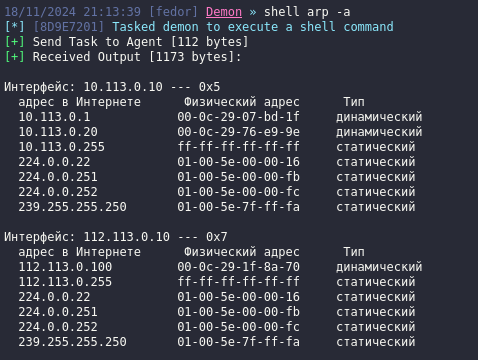 18/11/2024 21:13:39 [fedor] Demon » shell arp -a
[*] [8D9E7201] Tasked demon to execute a shell command
[+] Send Task to Agent [112 bytes]
[+] Received Output [1173 bytes]:
Интерфейс: 10.113.0.10 --- 0x5
адрес в Интернете Физический адрес Тип
10.113.0.1 00-0c-29-07-bd-1f динамический
10.113.0.20 00-0c-29-76-e9-9e динамический
10.113.0.255 ff-ff-ff-ff-ff-ff статический
224.0.0.22 01-00-5e-00-00-16 статический
224.0.0.251 01-00-5e-00-00-fb статический
224.0.0.252 01-00-5e-00-00-fc статический
239.255.255.250 01-00-5e-7f-ff-fa статический
Интерфейс: 112.113.0.10 --- 0x7
адрес в Интернете Физический адрес Тип
112.113.0.100 00-0c-29-1f-8a-70 динамический
112.113.0.255 ff-ff-ff-ff-ff-ff статический
224.0.0.22 01-00-5e-00-00-16 статический
224.0.0.251 01-00-5e-00-00-fb статический
224.0.0.252 01-00-5e-00-00-fc статический
239.255.255.250 01-00-5e-7f-ff-fa статический